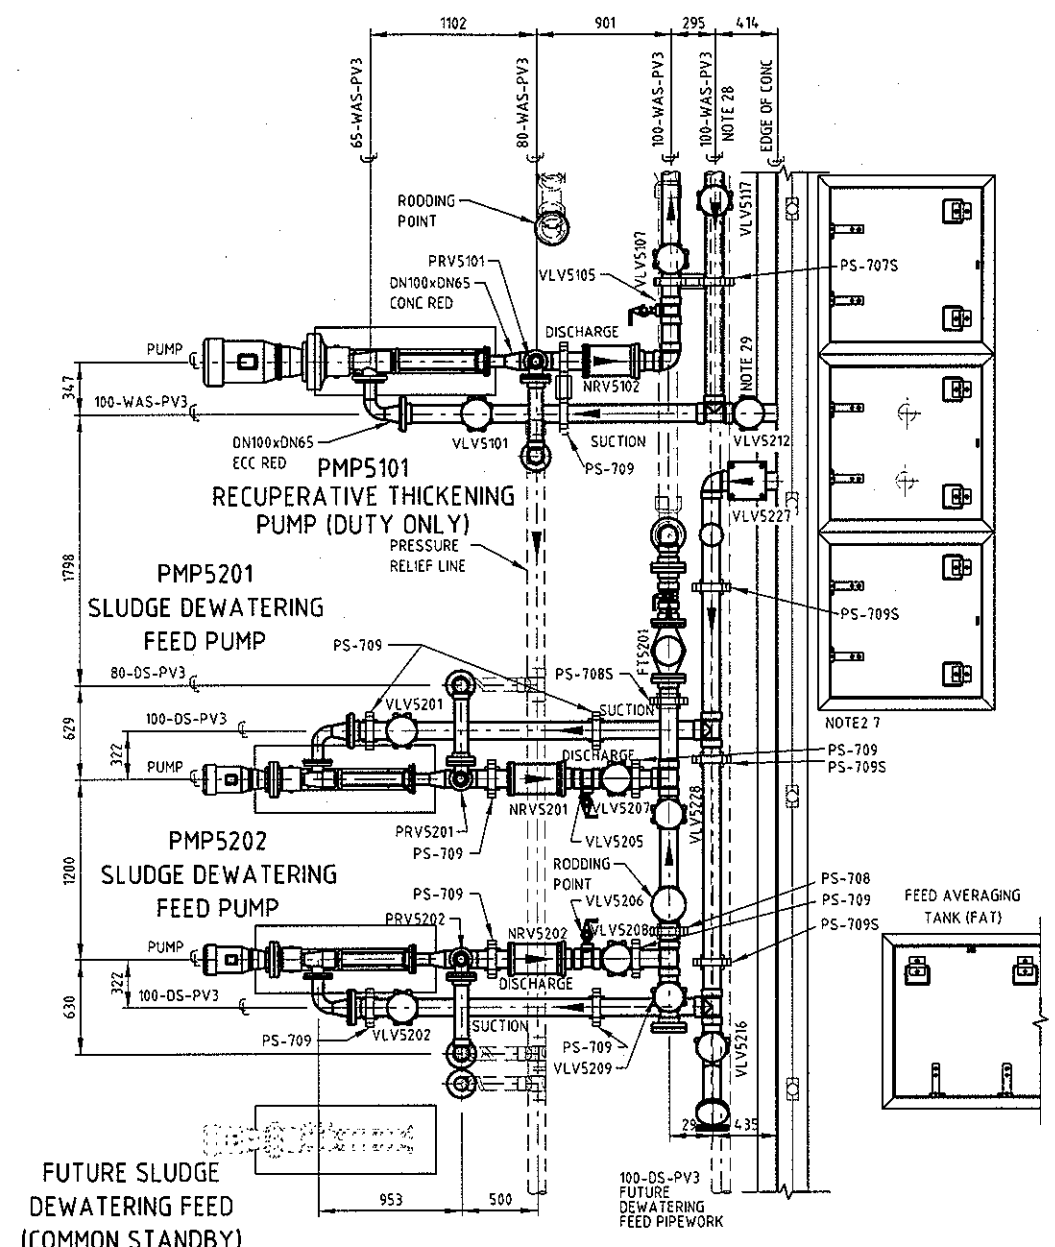 1102
901
295
414
65-WAS-PV3
80-WAS-PV3
100-WAS-PV3
100-WAS-PV3
NOTE 28
EDGE OF CONC
RODDING
POINT
PRV5101
DN100xDN65
CONC RED
VLV5105
VLV5107
VLV5117
PS-707S
DISCHARGE
PUMP
347
NRV5102
NOTE 29
100-WAS-PV3
DN100xDN65
ECC RED
VLV5101
SUCTION
VLV5212
PS-709
PMP5101
RECUPERATIVE THICKENING
PUMP (DUTY ONLY)
VLV5227
PRESSURE
RELIEF LINE
1798
PMP5201
SLUDGE DEWATERING
FEED PUMP
PS-709S
PS-709
FT5201
80-DS-PV3
PS-708S
VLV5201
SUCTION
NOTE2 7
100-DS-PV3
629
322
DISCHARGE
PS-709
PS-709S
PUMP
NRV5201
VLV5207
VLV5228
PRV5201
VLV5205
PS-709
PMP5202
SLUDGE DEWATERING
FEED PUMP
1200
RODDING
POINT
PS-708
PS-709
VLV5206
PS-709
PRV5202
NRV5202
VLV5208
PS-709S
FEED AVERAGING
TANK (FAT)
PUMP
DISCHARGE
322
100-DS-PV3
630
PS-709
VLV5202
SUCTION
PS-709
VLV5209
VLV5216
29
435
FUTURE SLUDGE
DEWATERING FEED
(COMMON STANDBY)
953
500
100-DS-PV3
FUTURE
DEWATERING
FEED PIPEWORK